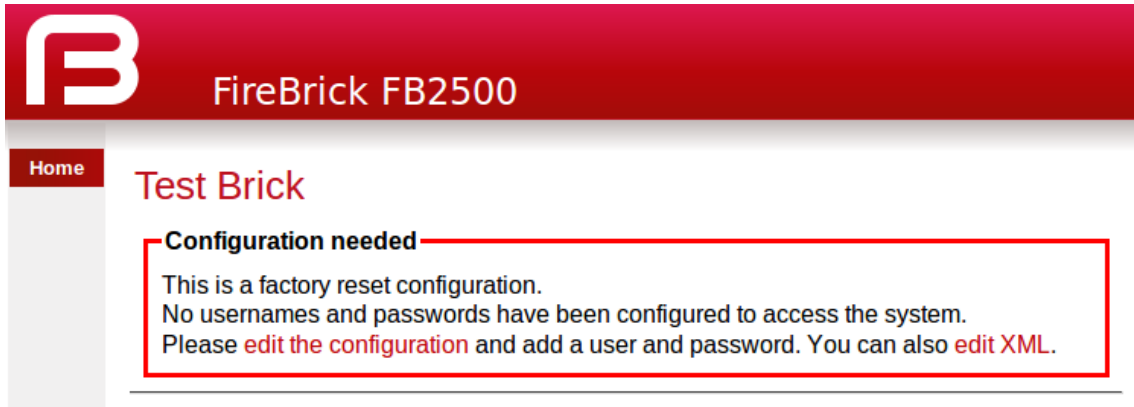 FireBrick FB2500
Home
Test Brick
Configuration needed
This is a factory reset configuration.
No usernames and passwords have been configured to access the system.
Please edit the configuration and add a user and password. You can also edit XML.